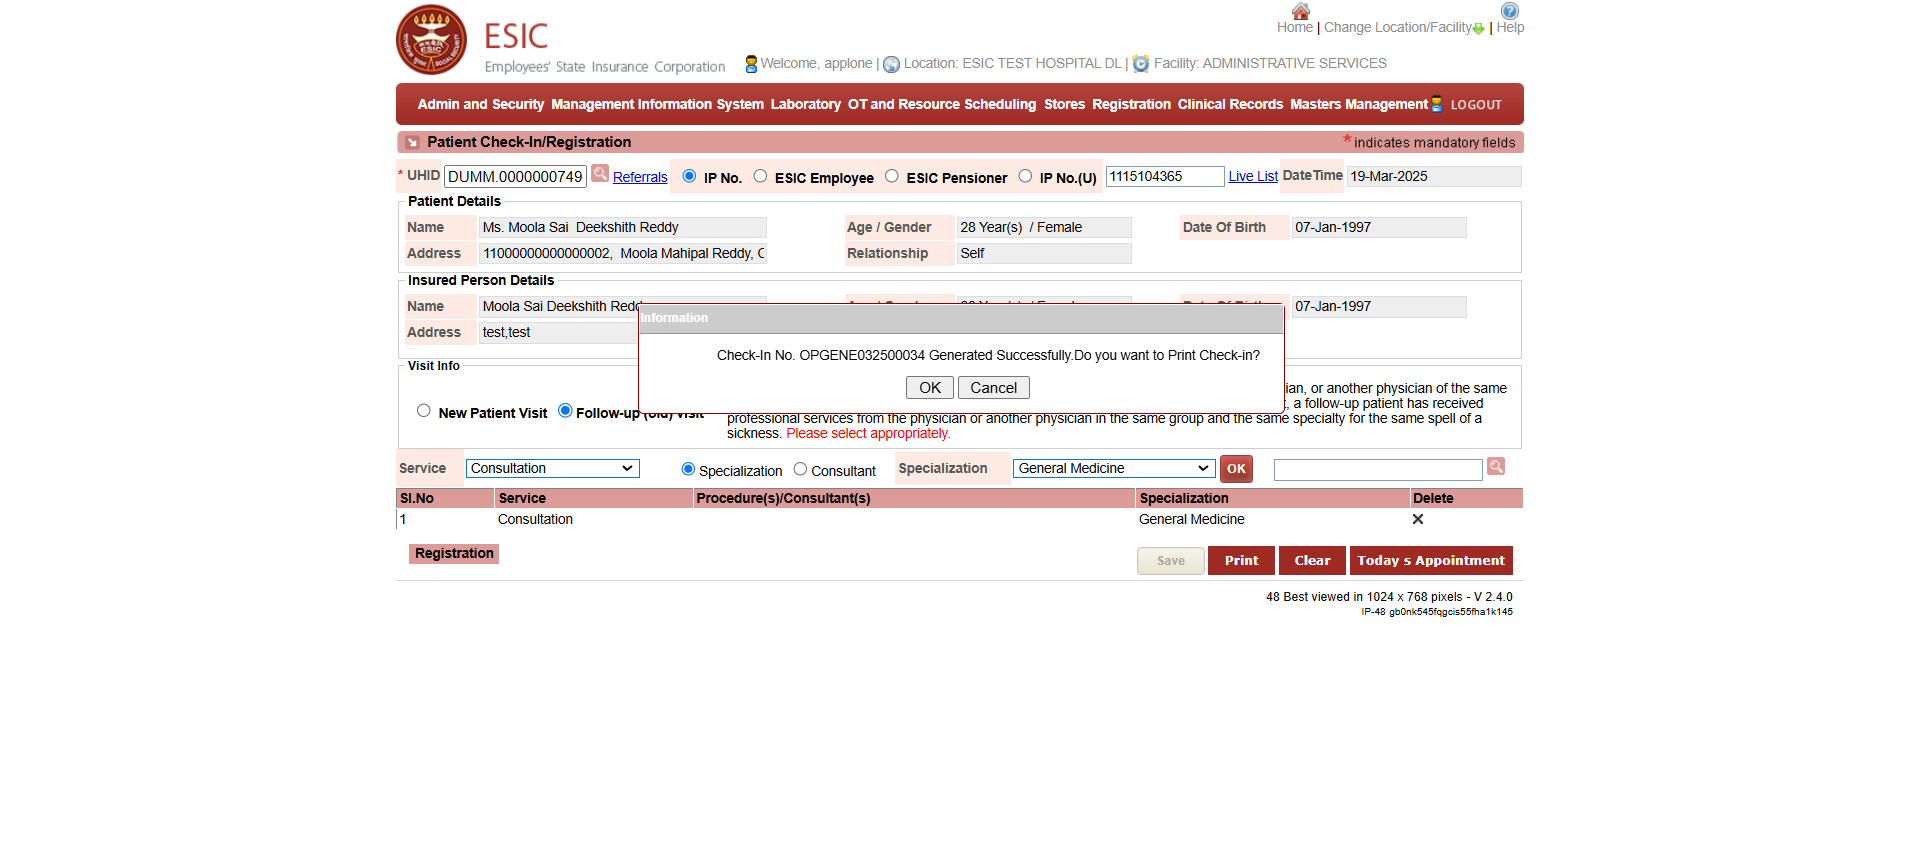 Home | Change Location/Facility | Help
ESIC
Employees' State Insurance Corporation
Welcome, applone | Location: ESIC TEST HOSPITAL DL | Facility: ADMINISTRATIVE SERVICES
Admin and Security Management Information System Laboratory OT and Resource Scheduling Stores Registration Clinical Records Masters Management LOGOUT
Patient Check-In/Registration * indicates mandatory fields
* UHID DUMM.0000000749 Referrals IP No. ESIC Employee ESIC Pensioner IP No.(U) 1115104365 Live List DateTime 19-Mar-2025
Patient Details
Name Ms. Moola Sai Deekshith Reddy Age / Gender 28 Year(s) / Female Date Of Birth 07-Jan-1997
Address 11000000000000002, Moola Mahipal Reddy, C Relationship Self
Insured Person Details
Name Moola Sai Deekshith Redd 07-Jan-1997
Address test,test
Information
Check-In No. OPGENE032500034 Generated Successfully.Do you want to Print Check-in?
OK Cancel
Visit Info
ian, or another physician of the same
, a follow-up patient has received
New Patient Visit Follow-up (old) visit professional services from the physician or another physician in the same group and the same specialty for the same spell of a
sickness. Please select appropriately.
Service Consultation Specialization Consultant Specialization General Medicine OK
Sl.No Service Procedure(s)/Consultant(s) Specialization Delete
1 Consultation General Medicine
Registration Save Print Clear Today s Appointment
48 Best viewed in 1024 x 768 pixels - V 2.4.0
IP-48 gb0nk545fqgcis55fha1k145